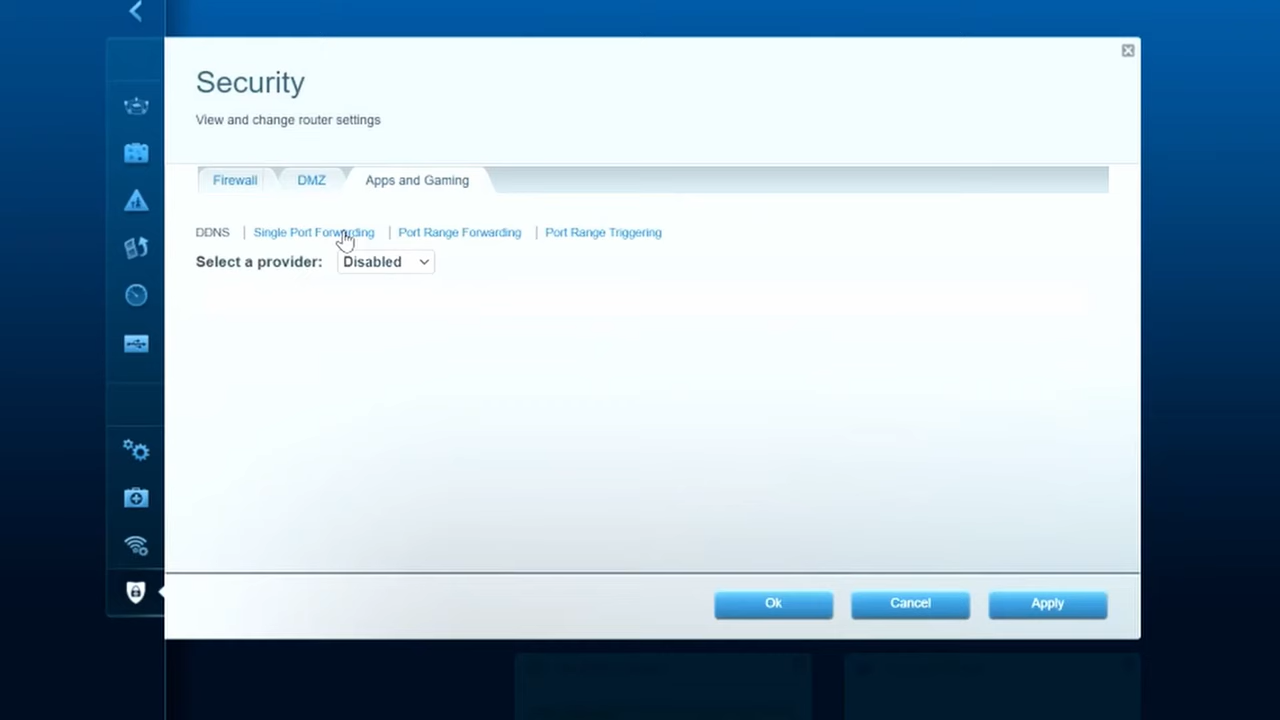 Security
View and change router settings
Firewall DMZ Apps and Gaming
DDNS | Single Port Forwarding | Port Range Forwarding | Port Range Triggering
Select a provider: Disabled
Ok Cancel Apply